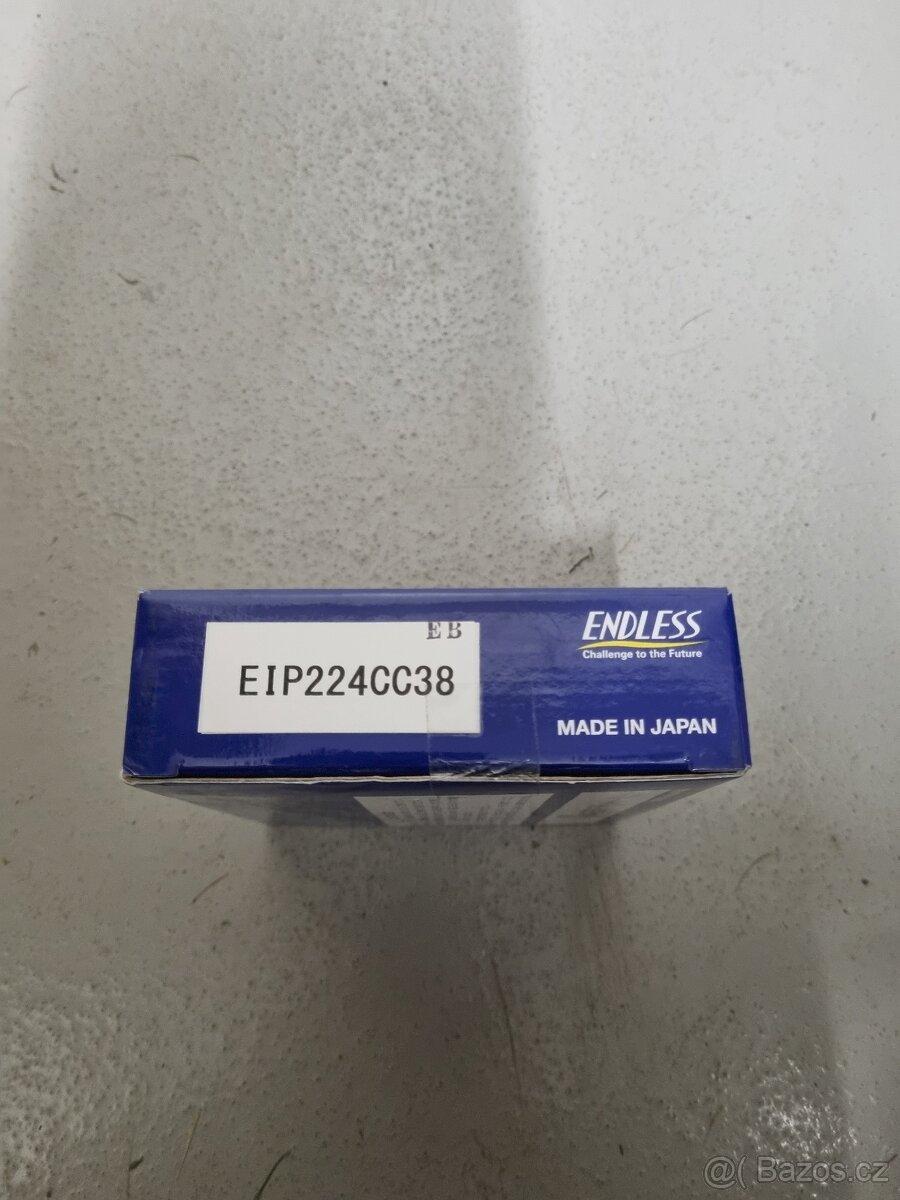 EB
EIP224CC38
ENDLESS
Challenge to the Future
MADE IN JAPAN
@( Bazos.cz